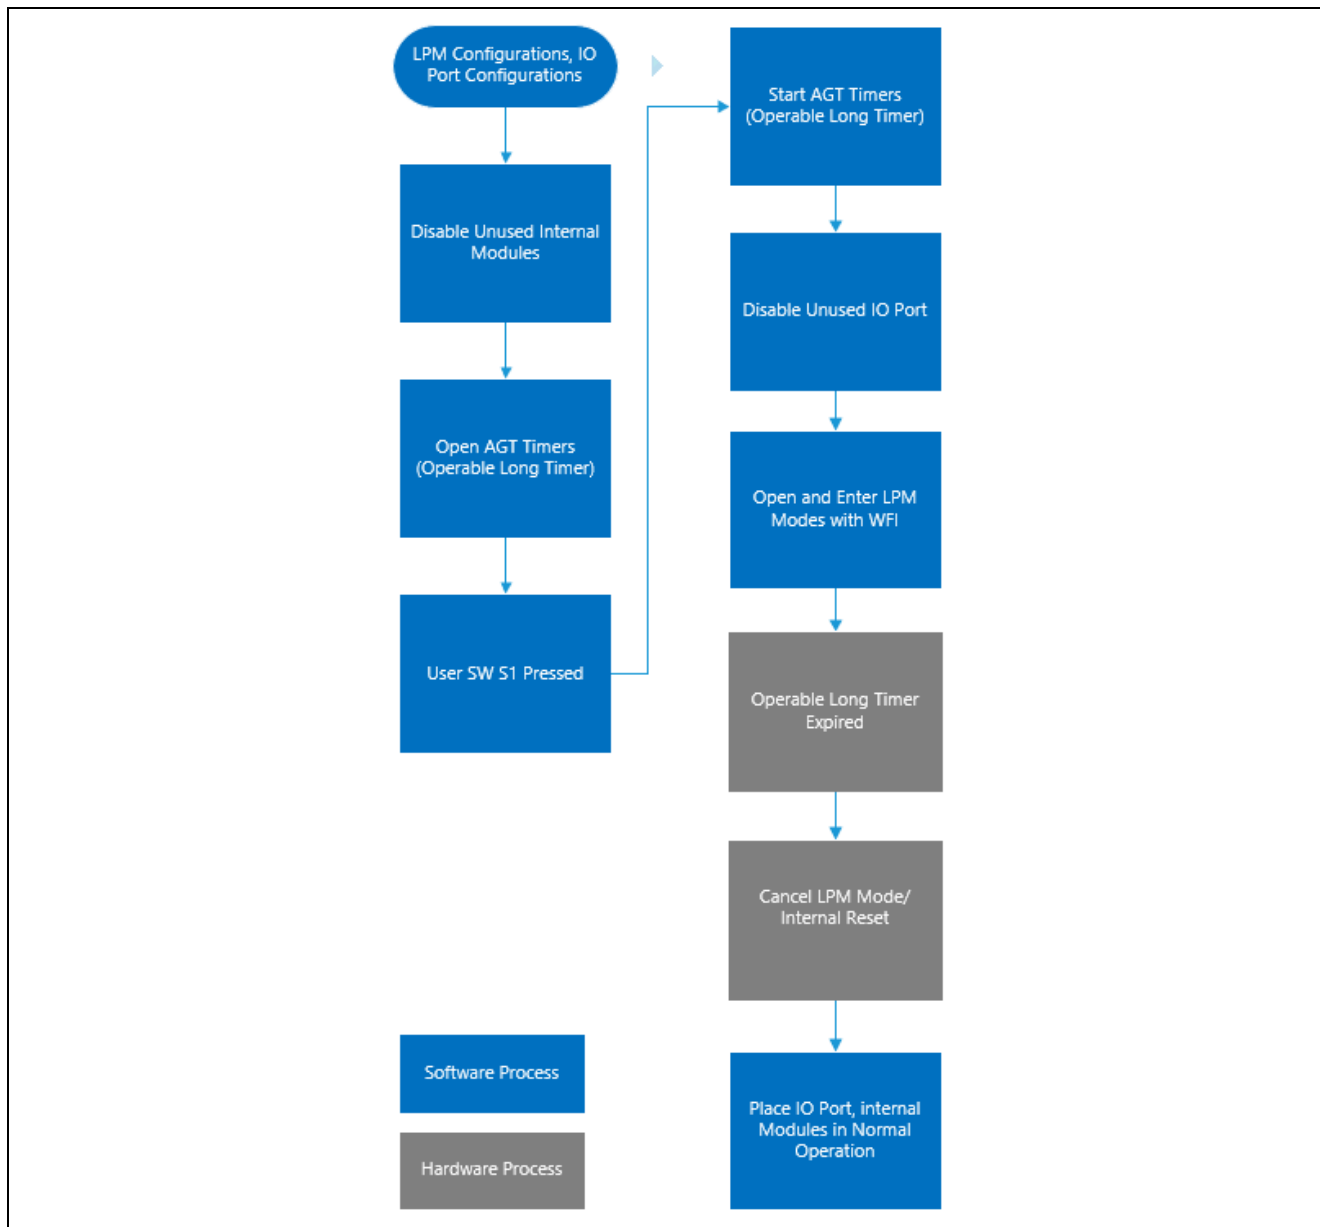 LPM Configurations, IO
Port Configurations
Disable Unused Internal
Modules
Open AGT Timers
(Operable Long Timer)
User SW S1 Pressed
Start AGT Timers
(Operable Long Timer)
Disable Unused IO Port
Open and Enter LPM
Modes with WFI
Operable Long Timer
Expired
Cancel LPM Mode/
Internal Reset
Place IO Port, internal
Modules in Normal
Operation
Software Process
Hardware Process